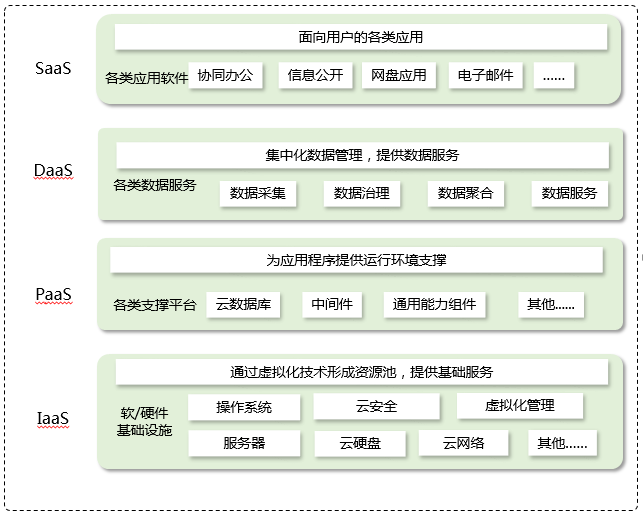 面向用户的各类应用
SaaS
各类应用软件 协同办公 信息公开 网盘应用 电子邮件 ......
集中化数据管理，提供数据服务
DaaS
各类数据服务 数据采集 数据治理 数据聚合 数据服务
为应用程序提供运行环境支撑
PaaS
各类支撑平台 云数据库 中间件 通用能力组件 其他......
通过虚拟化技术形成资源池，提供基础服务
IaaS
软/硬件
基础设施
操作系统 云安全 虚拟化管理
服务器 云硬盘 云网络 其他......